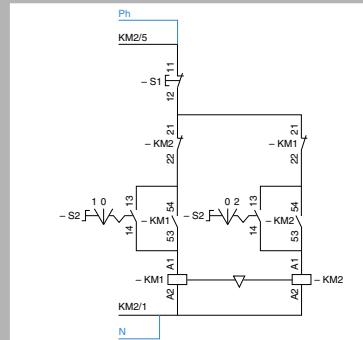 Ph
KM2/5
11
– S1
12
21
– KM2
22
21
– KM1
22
1 0
– S2
13
14
54
– KM1
53
0 2
– S2
13
14
54
– KM2
53
A1
– KM1
A2
A1
– KM2
A2
KM2/1
N